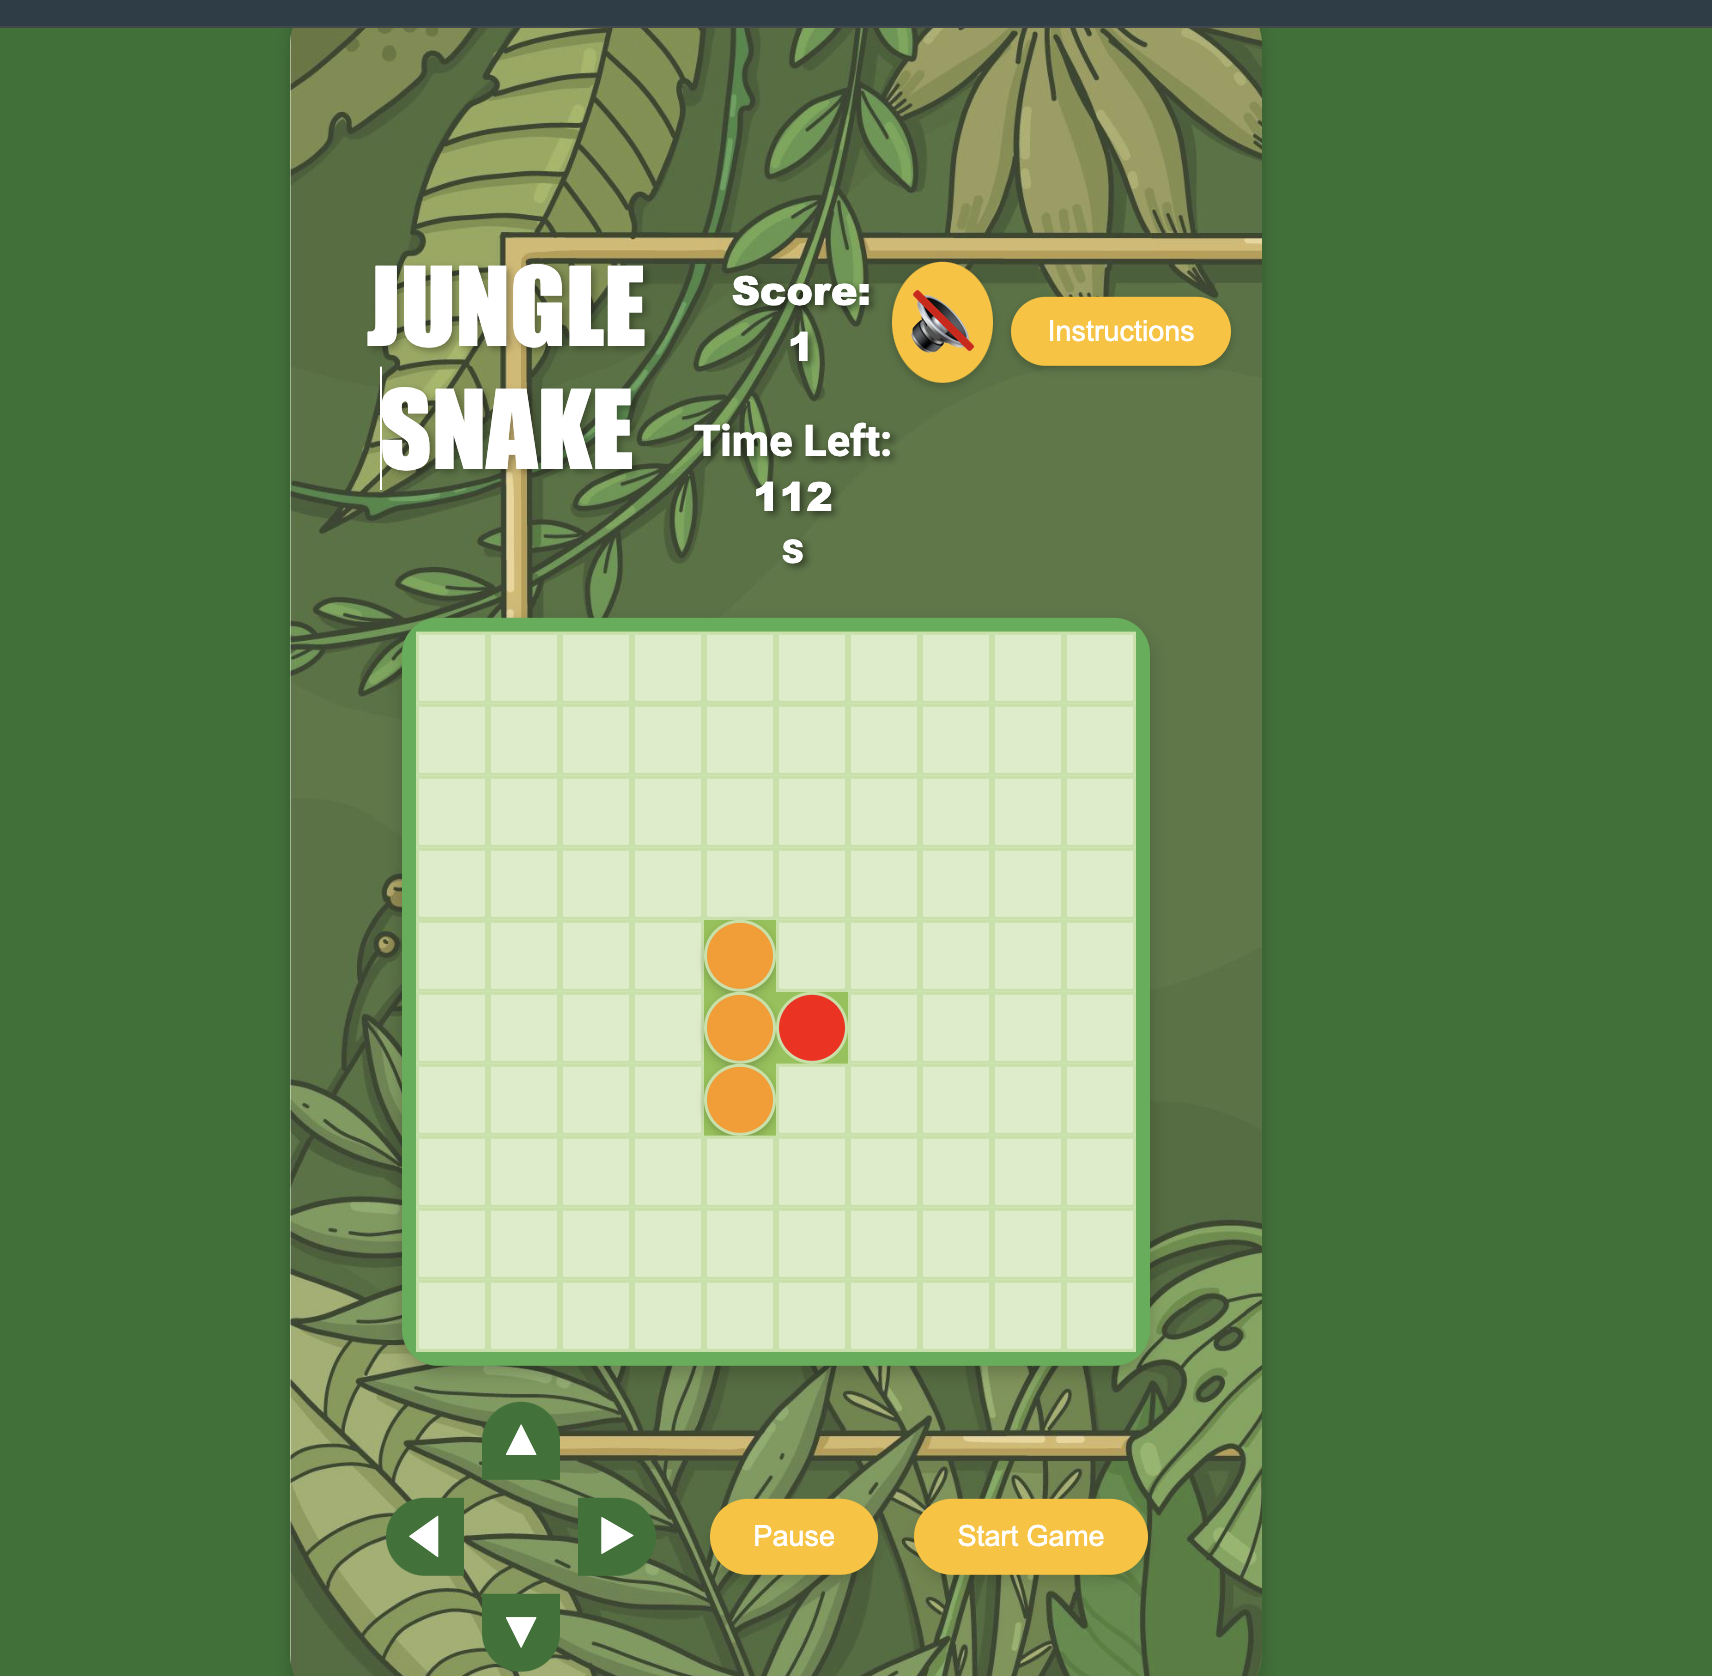 JUNGLE
SNAKE
Score:
1
Time Left:
112
s
Instructions
Pause
Start Game